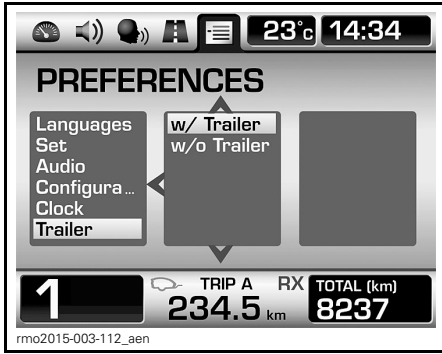 23°c 14:34
PREFERENCES
Languages
Set
Audio
Configura...
Clock
Trailer
w/ Trailer
w/o Trailer
1
TRIP A
234.5 km
RX
TOTAL (km)
8237
rmo2015-003-112_aen